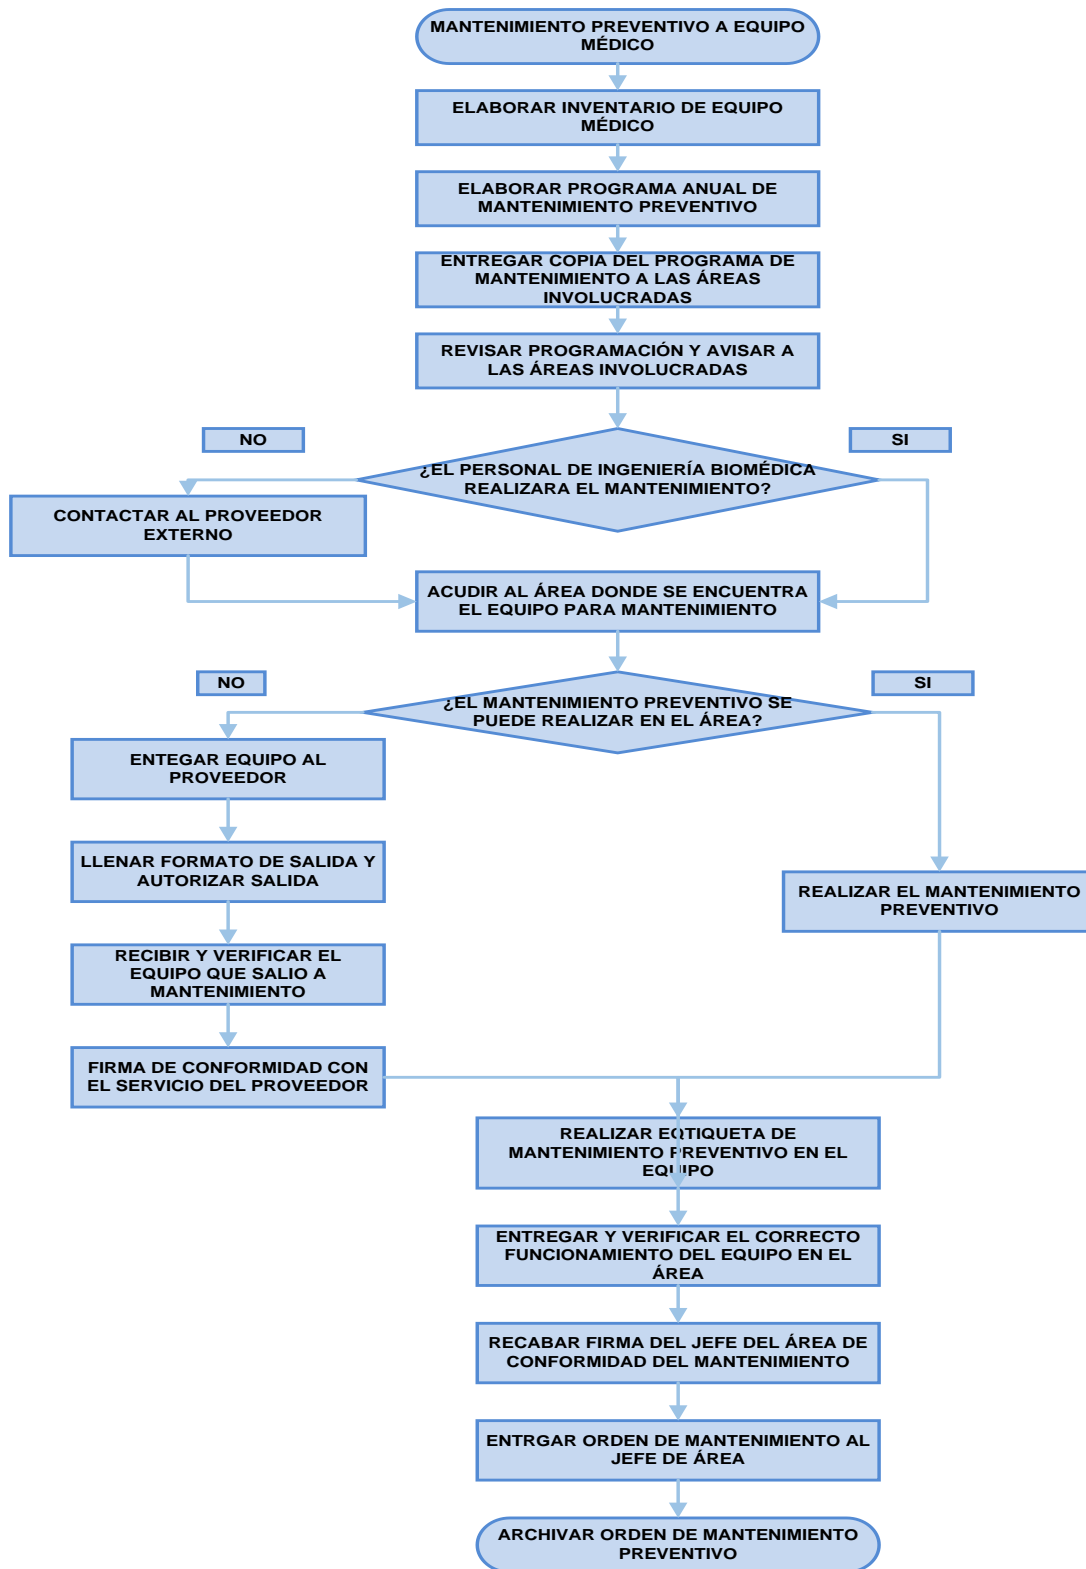 MANTENIMIENTO PREVENTIVO A EQUIPO
MÉDICO
ELABORAR INVENTARIO DE EQUIPO
MÉDICO
ELABORAR PROGRAMA ANUAL DE
MANTENIMIENTO PREVENTIVO
ENTREGAR COPIA DEL PROGRAMA DE
MANTENIMIENTO A LAS ÁREAS
INVOLUCRADAS
REVISAR PROGRAMACIÓN Y AVISAR A
LAS ÁREAS INVOLUCRADAS
NO
SI
¿EL PERSONAL DE INGENIERÍA BIOMÉDICA
REALIZARA EL MANTENIMIENTO?
CONTACTAR AL PROVEEDOR
EXTERNO
ACUDIR AL ÁREA DONDE SE ENCUENTRA
EL EQUIPO PARA MANTENIMIENTO
NO
SI
¿EL MANTENIMIENTO PREVENTIVO SE
PUEDE REALIZAR EN EL ÁREA?
ENTEGAR EQUIPO AL
PROVEEDOR
LLENAR FORMATO DE SALIDA Y
AUTORIZAR SALIDA
REALIZAR EL MANTENIMIENTO
PREVENTIVO
RECIBIR Y VERIFICAR EL
EQUIPO QUE SALIO A
MANTENIMIENTO
FIRMA DE CONFORMIDAD CON
EL SERVICIO DEL PROVEEDOR
REALIZAR EQTIQUETA DE
MANTENIMIENTO PREVENTIVO EN EL
EQUIPO
ENTREGAR Y VERIFICAR EL CORRECTO
FUNCIONAMIENTO DEL EQUIPO EN EL
ÁREA
RECABAR FIRMA DEL JEFE DEL ÁREA DE
CONFORMIDAD DEL MANTENIMIENTO
ENTRGAR ORDEN DE MANTENIMIENTO AL
JEFE DE ÁREA
ARCHIVAR ORDEN DE MANTENIMIENTO
PREVENTIVO